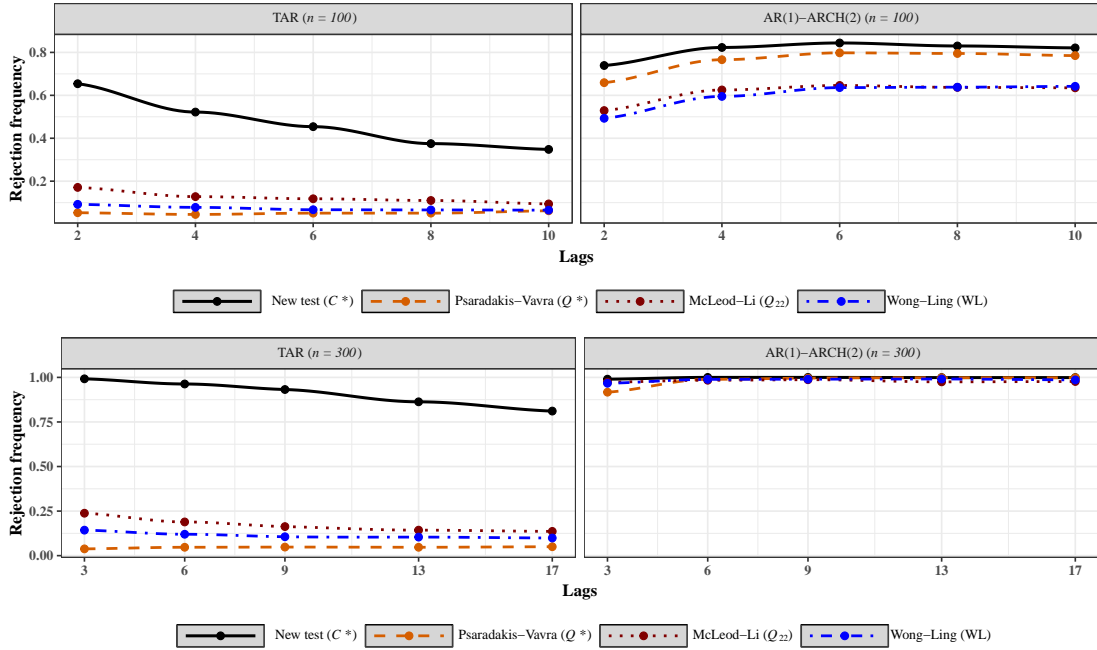 TAR (n = 100)
AR(1)−ARCH(2) (n = 100)
Rejection frequency
0.8
0.6
0.4
0.2
2 4 6 8 10
2 4 6 8 10
Lags
New test (C *) Psaradakis−Vavra (Q *) McLeod−Li (Q₂₂) Wong−Ling (WL)
TAR (n = 300)
AR(1)−ARCH(2) (n = 300)
Rejection frequency
1.00
0.75
0.50
0.25
0.00
3 6 9 13 17
3 6 9 13 17
Lags
New test (C *) Psaradakis−Vavra (Q *) McLeod−Li (Q₂₂) Wong−Ling (WL)